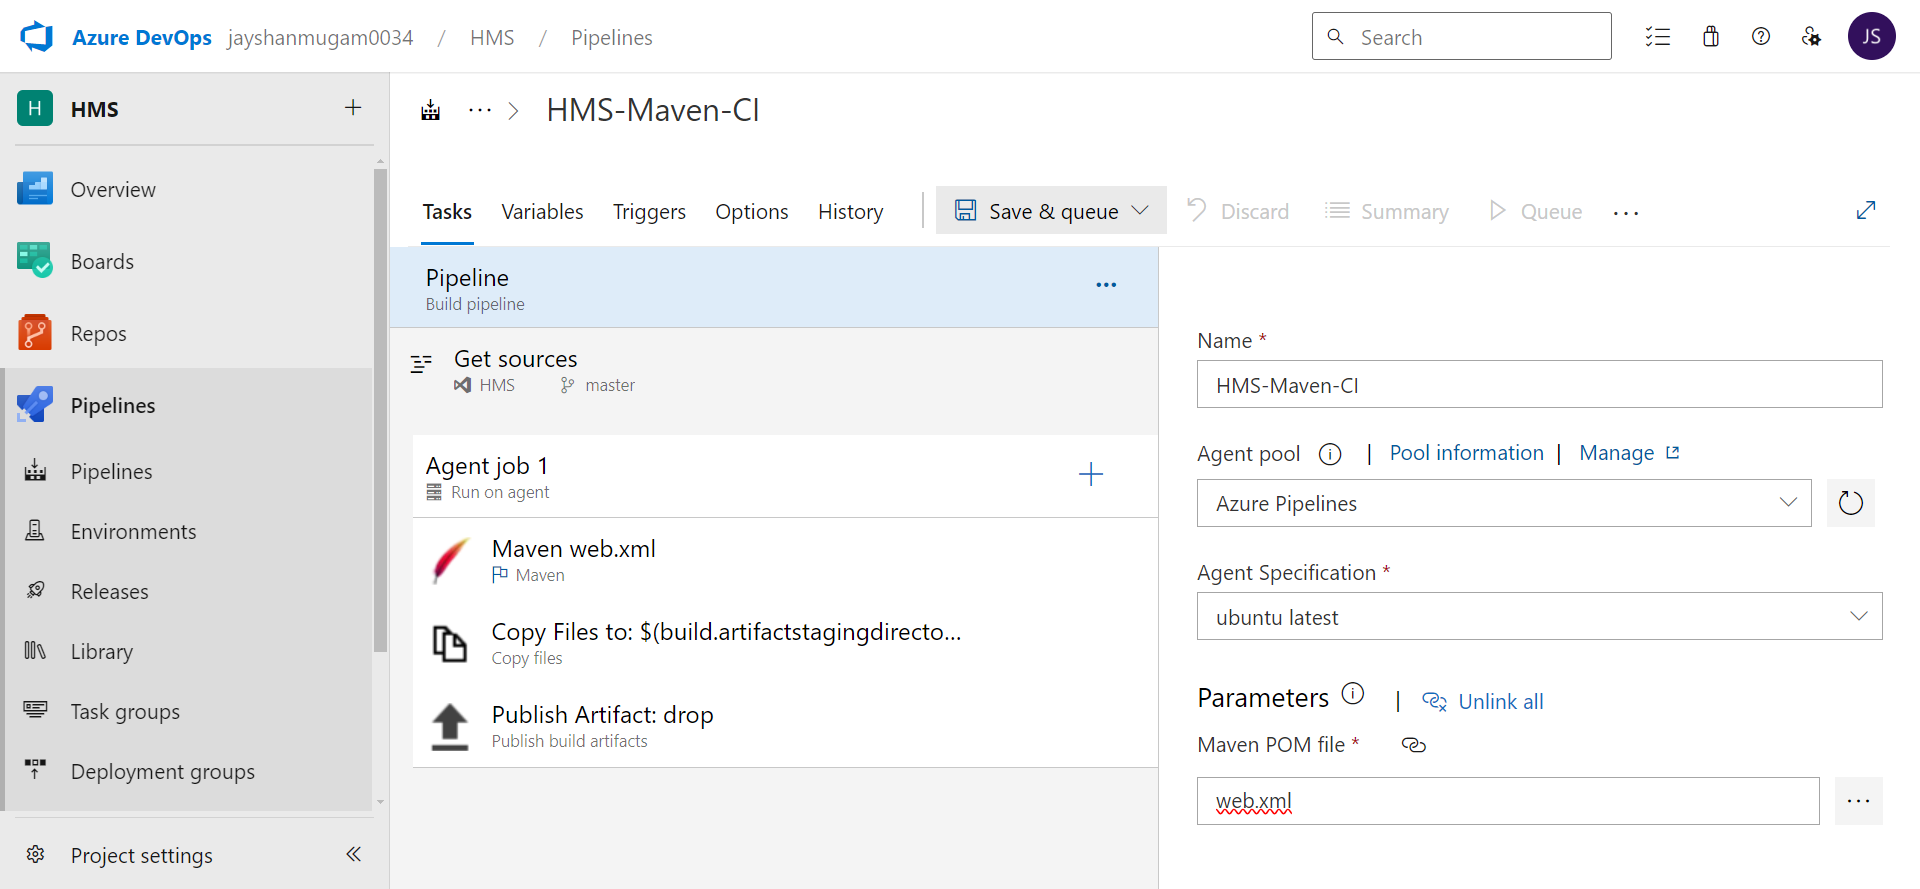 Azure DevOps jayshanmugam0034 / HMS / Pipelines
Search
JS
H HMS
Overview
Boards
Repos
Pipelines
Pipelines
Environments
Releases
Library
Task groups
Deployment groups
Project settings
... > HMS-Maven-CI
Tasks Variables Triggers Options History | Save & queue Discard Summary Queue ...
Pipeline
Build pipeline
Get sources
HMS master
Agent job 1
Run on agent
Maven web.xml
Maven
Copy Files to: $(build.artifactstagingdirecto...
Copy files
Publish Artifact: drop
Publish build artifacts
Name *
HMS-Maven-CI
Agent pool | Pool information | Manage
Azure Pipelines
Agent Specification *
ubuntu latest
Parameters | Unlink all
Maven POM file *
web.xml